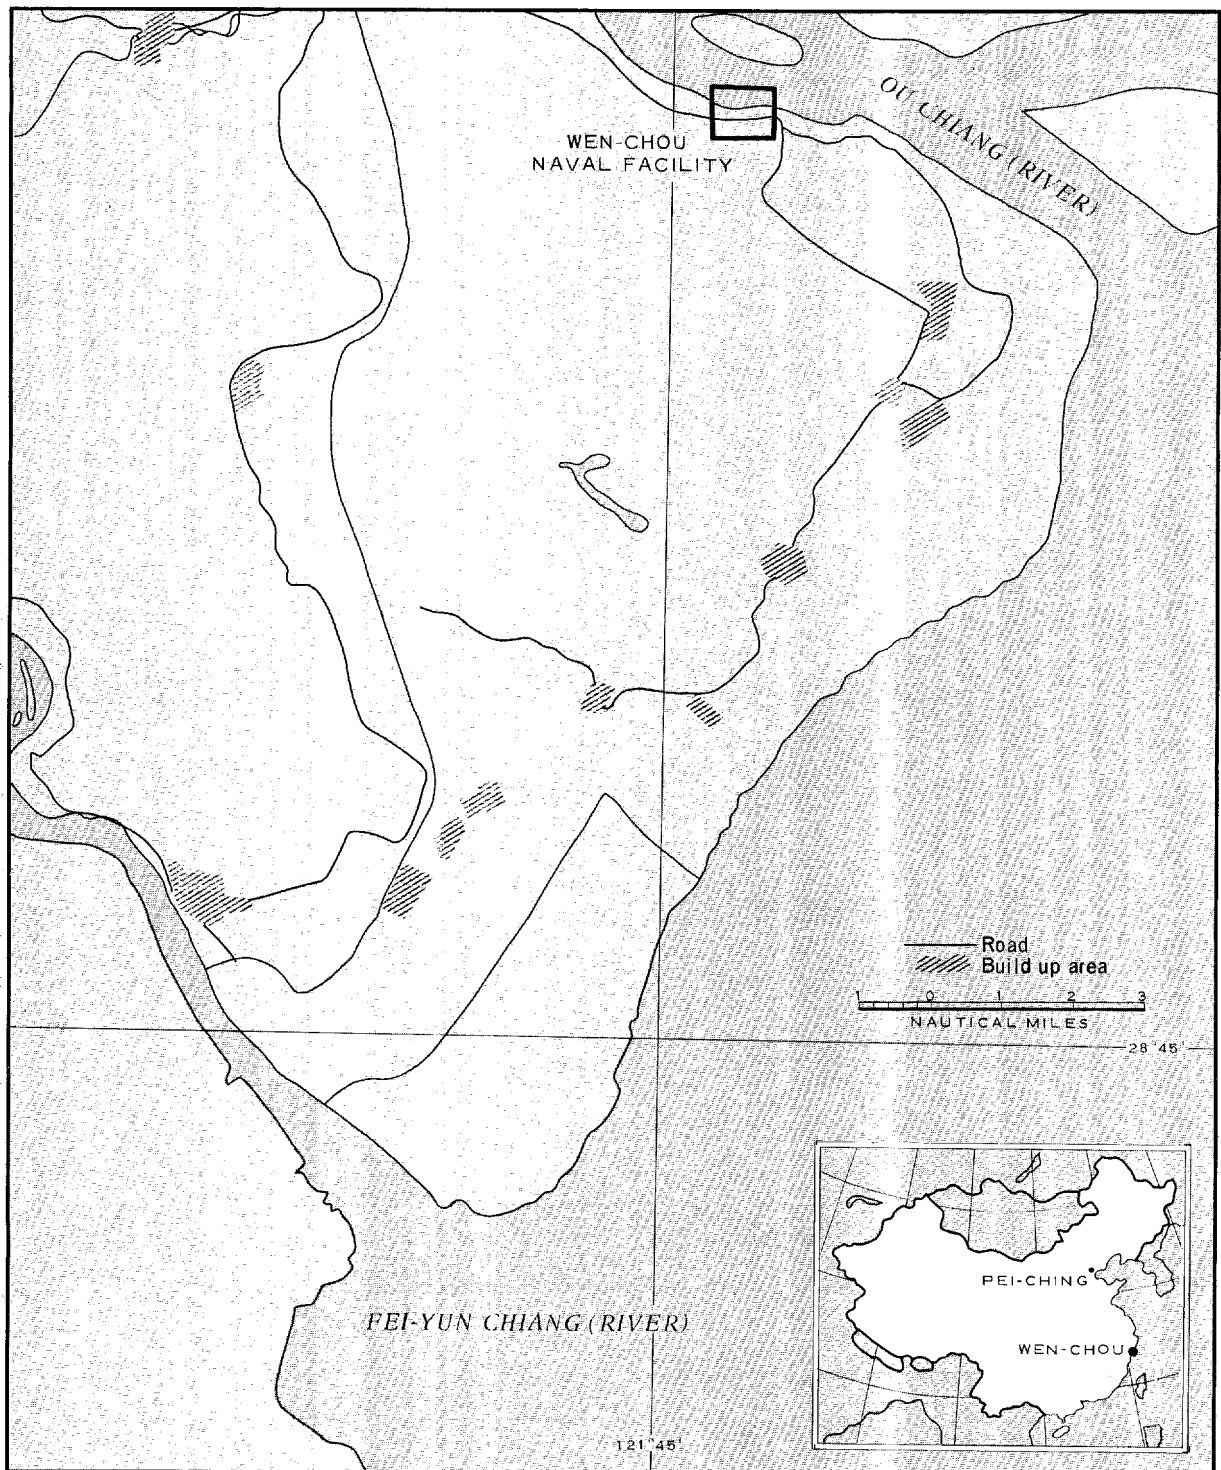 OU CHIANG (RIVER)
WEN-CHOU
NAVAL FACILITY
Road
Build up area
1 0 1 2 3
NAUTICAL MILES
28°45'
PEI-CHING
WEN-CHOU
FEI-YUN CHIANG (RIVER)
121°45'